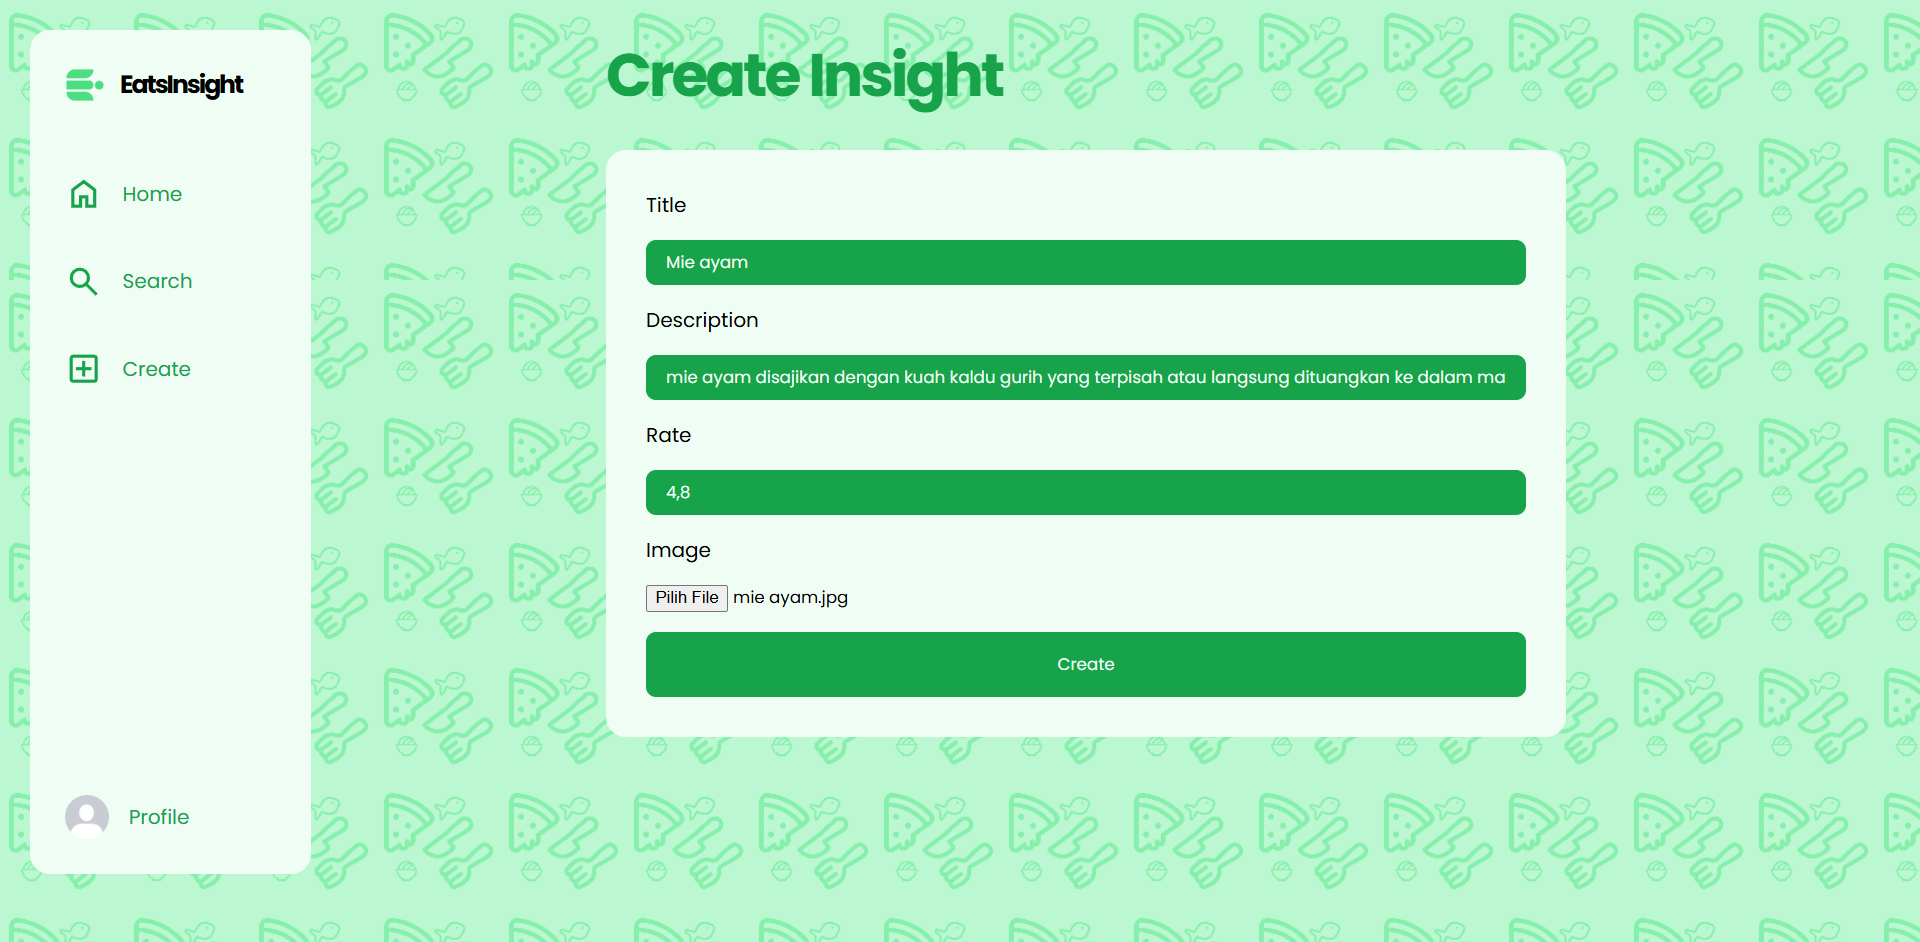 EatsInsight
Home
Search
Create
Profile
Create Insight
Title
Mie ayam
Description
mie ayam disajikan dengan kuah kaldu gurih yang terpisah atau langsung dituangkan ke dalam ma
Rate
4,8
Image
Pilih File mie ayam.jpg
Create